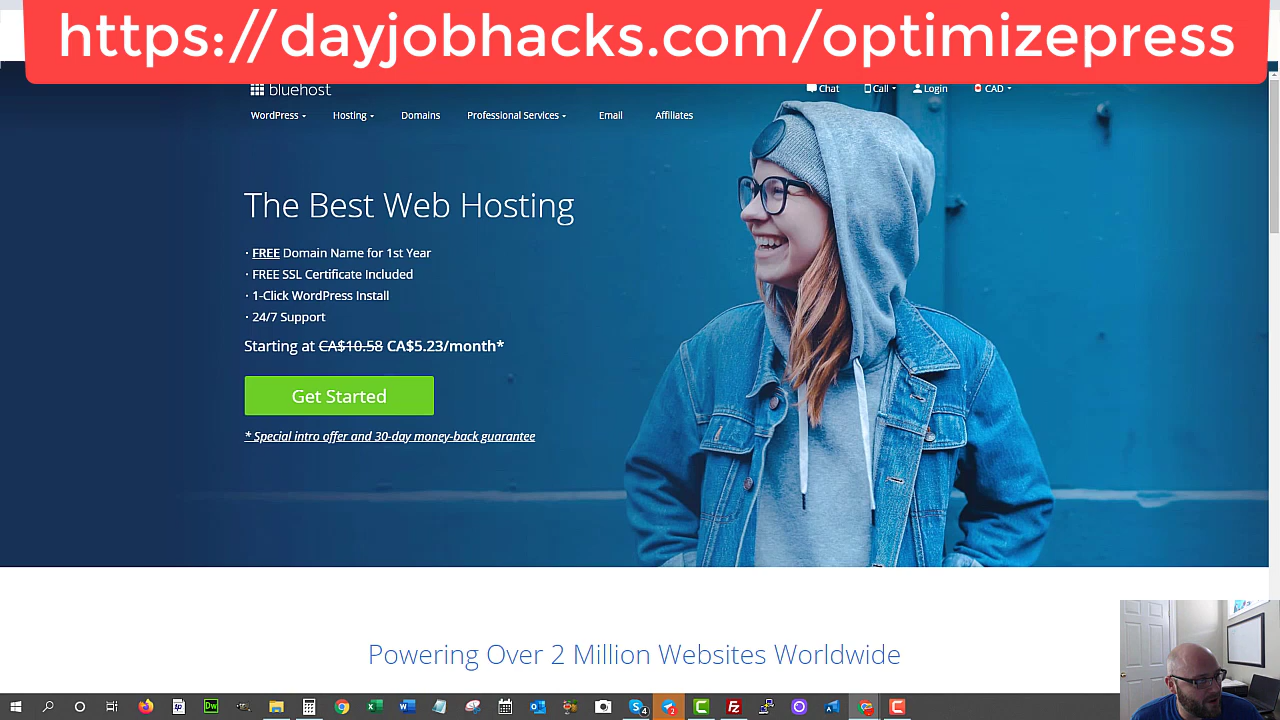 https://dayjobhacks.com/optimizepress
bluehost
Chat
Call
Login
CAD
WordPress
Hosting
Domains
Professional Services
Email
Affiliates
The Best Web Hosting
· FREE Domain Name for 1st Year
· FREE SSL Certificate Included
· 1-Click WordPress Install
· 24/7 Support
Starting at CA$10.58 CA$5.23/month*
Get Started
* Special intro offer and 30-day money-back guarantee
Powering Over 2 Million Websites Worldwide